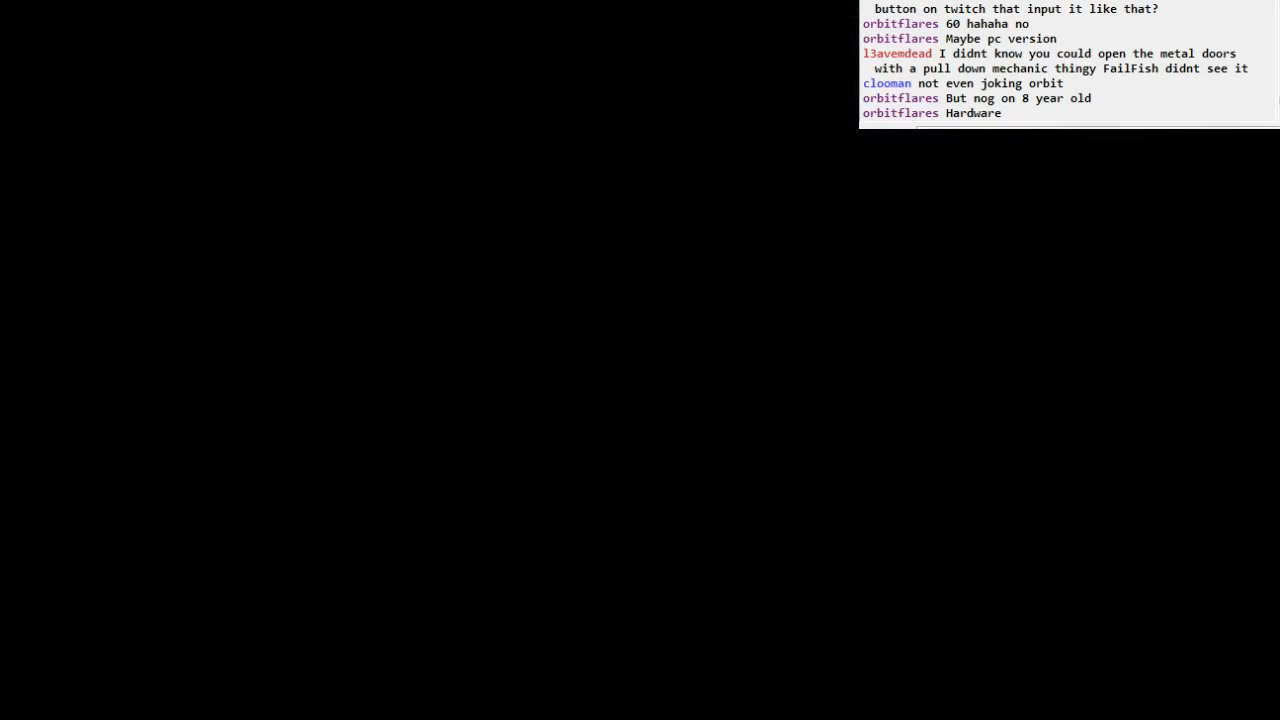 button on twitch that input it like that?
orbitflares 60 hahaha no
orbitflares Maybe pc version
l3avemdead I didnt know you could open the metal doors
with a pull down mechanic thingy FailFish didnt see it
clooman not even joking orbit
orbitflares But nog on 8 year old
orbitflares Hardware